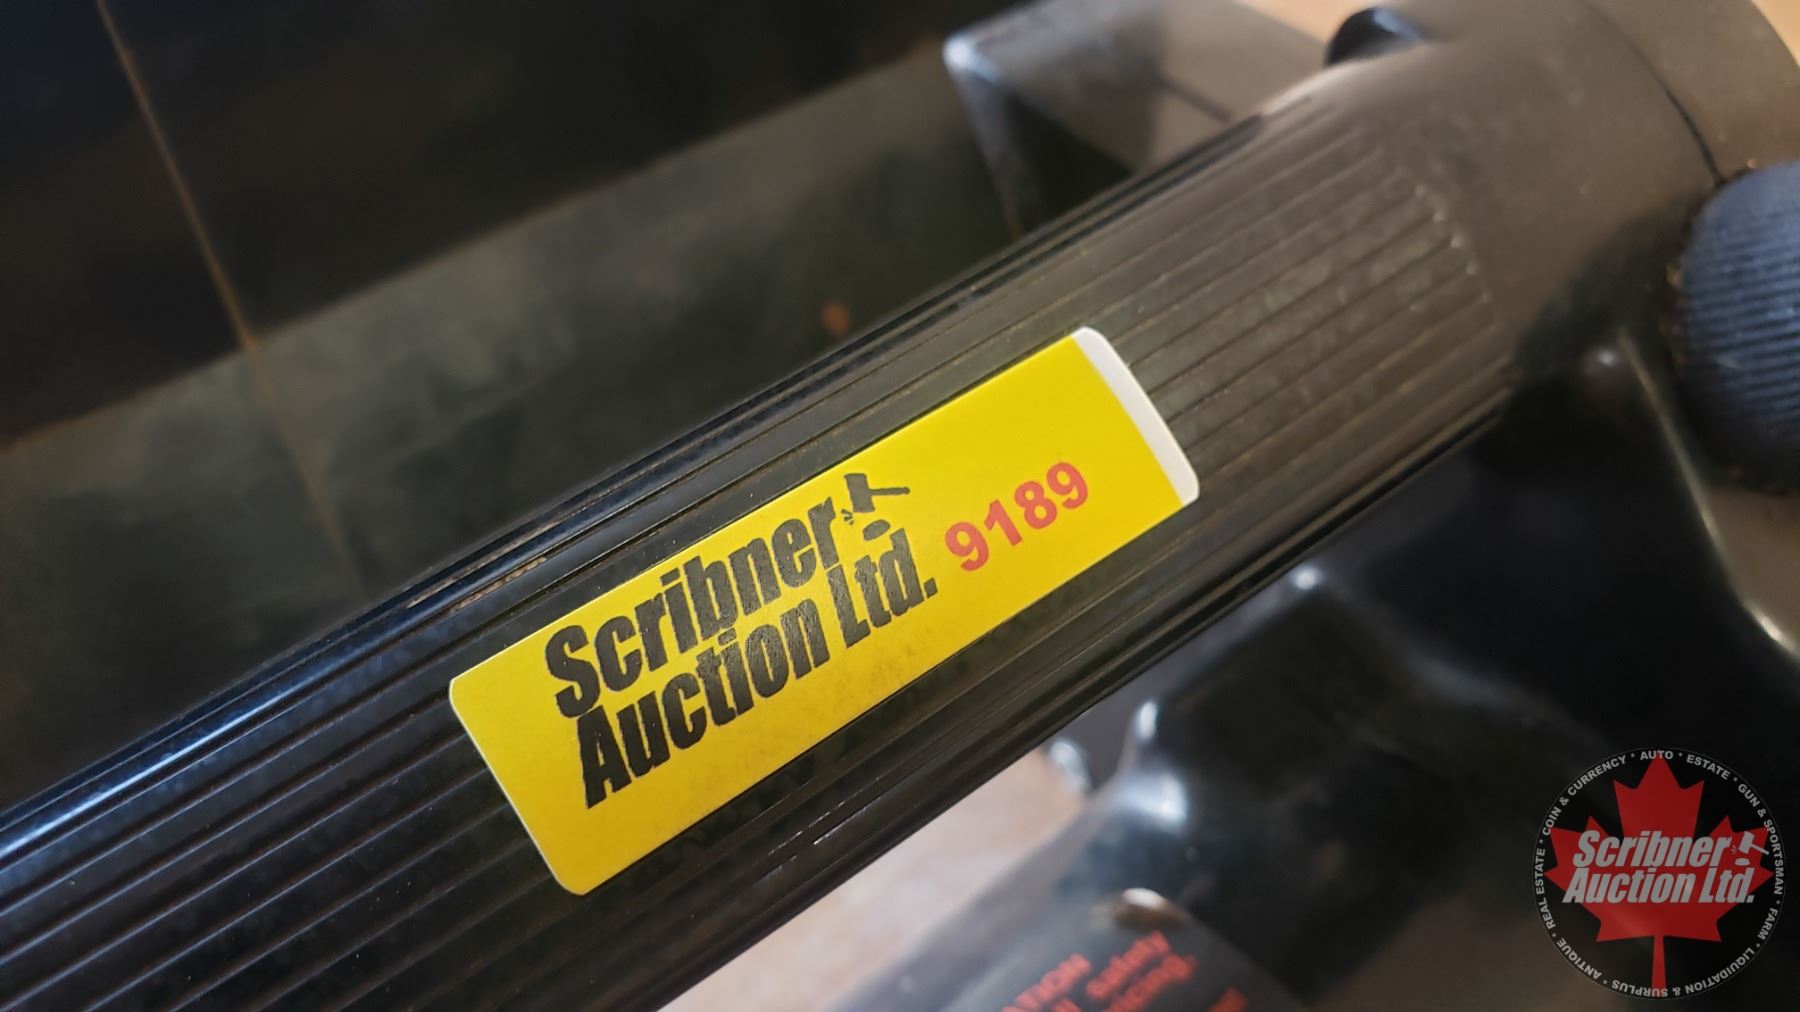 Scribner
Auction Ltd.
9189
safely
COIN & CURRENCY • AUTO • ESTATE • GUN & SPORTSMAN • FARM • LIQUIDATION & SURPLUS • ANTIQUE • REAL ESTATE •
Scribner
Auction Ltd.